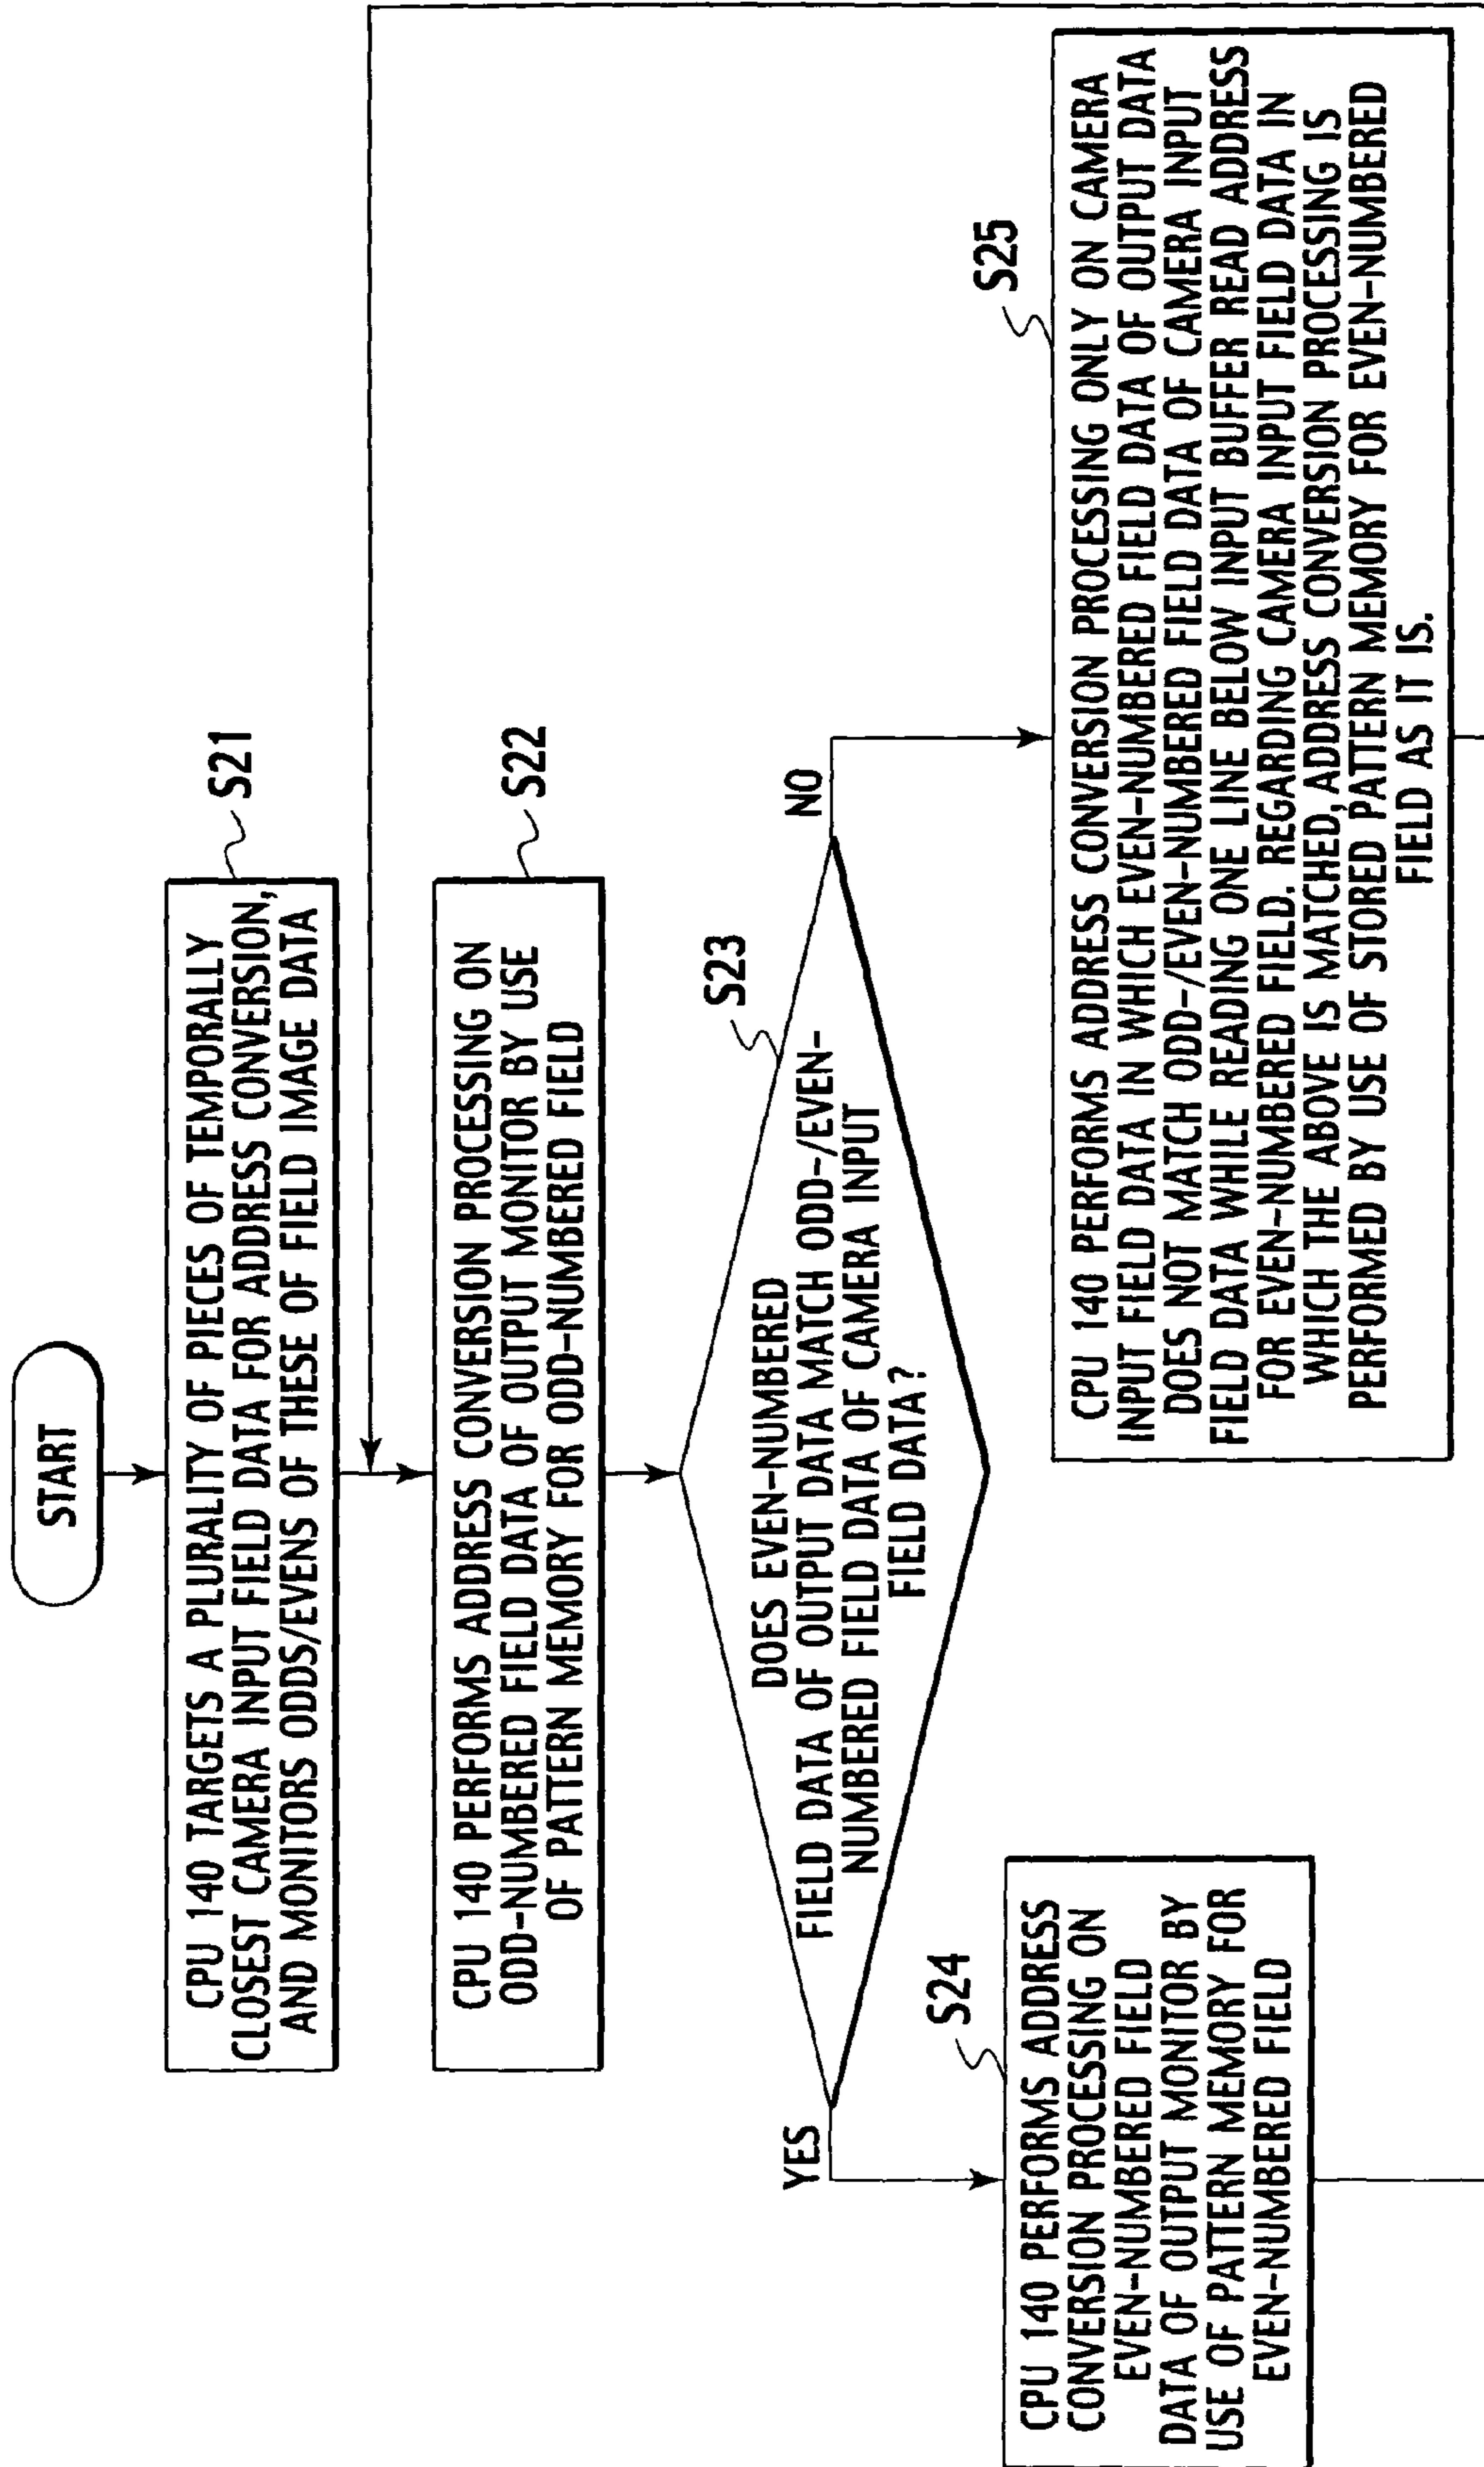 START
S21
CPU 140 TARGETS A PLURALITY OF PIECES OF TEMPORALLY
CLOSEST CAMERA INPUT FIELD DATA FOR ADDRESS CONVERSION,
AND MONITORS ODDS/EVENS OF THESE OF FIELD IMAGE DATA
S22
CPU 140 PERFORMS ADDRESS CONVERSION PROCESSING ON
ODD-NUMBERED FIELD DATA OF OUTPUT MONITOR BY USE
OF PATTERN MEMORY FOR ODD-NUMBERED FIELD
S23
DOES EVEN-NUMBERED
FIELD DATA OF OUTPUT DATA MATCH ODD-/EVEN-
NUMBERED FIELD DATA OF CAMERA INPUT
FIELD DATA?
YES
NO
S24
CPU 140 PERFORMS ADDRESS
CONVERSION PROCESSING ON
EVEN-NUMBERED FIELD
DATA OF OUTPUT MONITOR BY
USE OF PATTERN MEMORY FOR
EVEN-NUMBERED FIELD
S25
CPU 140 PERFORMS ADDRESS CONVERSION PROCESSING ONLY ON CAMERA
INPUT FIELD DATA IN WHICH EVEN-NUMBERED FIELD DATA OF OUTPUT DATA
DOES NOT MATCH ODD-/EVEN-NUMBERED FIELD DATA OF CAMERA INPUT
FIELD DATA WHILE READING ONE LINE BELOW INPUT BUFFER READ ADDRESS
FOR EVEN-NUMBERED FIELD. REGARDING CAMERA INPUT FIELD DATA IN
WHICH THE ABOVE IS MATCHED, ADDRESS CONVERSION PROCESSING IS
PERFORMED BY USE OF STORED PATTERN MEMORY FOR EVEN-NUMBERED
FIELD AS IT IS.